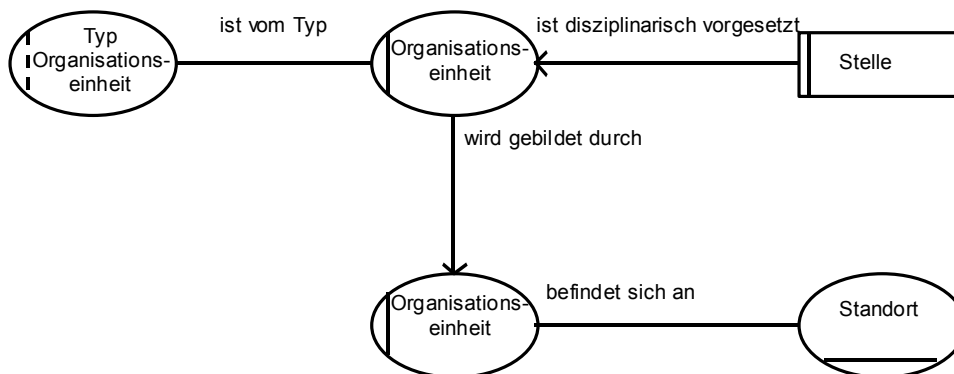 Typ
Organisations-
einheit
ist vom Typ
Organisations-
einheit
ist disziplinarisch vorgesetzt
Stelle
wird gebildet durch
Organisations-
einheit
befindet sich an
Standort